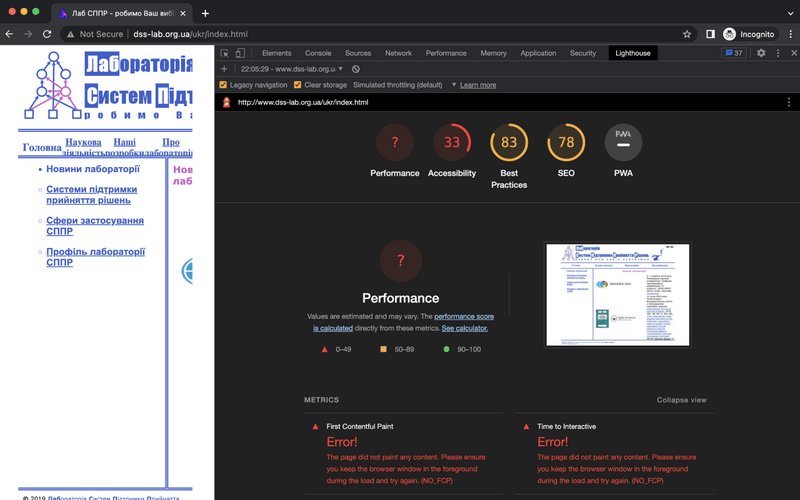 Лаб СППР - робимо Ваш виб
Not Secure
dss-lab.org.ua/ukr/index.html
Incognito
Elements Console Sources Network Performance Memory Application Security Lighthouse
37
22:05:29 - www.dss-lab.org.u
Legacy navigation Clear storage Simulated throttling (default) Learn more
http://www.dss-lab.org.ua/ukr/index.html
Лабораторія
Систем Підт
робимо Ва
Головна
Наукова діяльність
Наші розробки
Про лабораторі
Новини лабораторії
Системи підтримки
прийняття рішень
Сфери застосування
СППР
Профіль лабораторії
СППР
Нов
лаб
© 2019 Лабораторія Систем Підтримки Прийняття
? 33 83 78 PWA
Performance Accessibility Best Practices SEO PWA
?
Performance
Values are estimated and may vary. The performance score
is calculated directly from these metrics. See calculator.
0–49 50–89 90–100
METRICS
Collapse view
First Contentful Paint
Error!
The page did not paint any content. Please ensure
you keep the browser window in the foreground
during the load and try again. (NO_FCP)
Time to Interactive
Error!
The page did not paint any content. Please ensure
you keep the browser window in the foreground
during the load and try again. (NO_FCP)